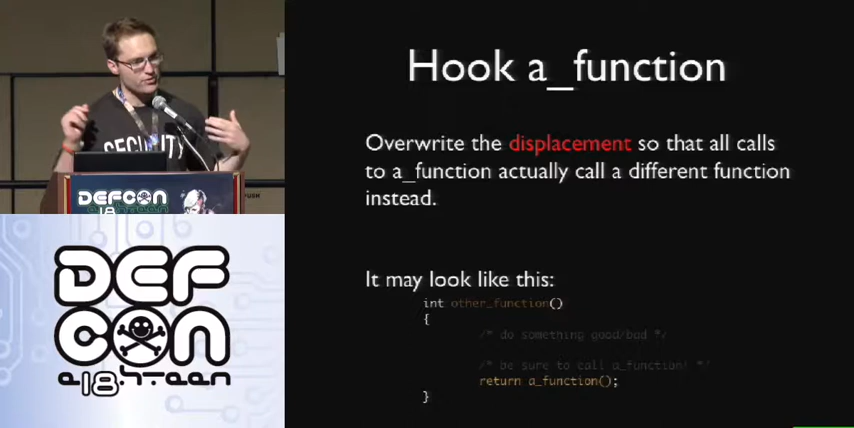 Hook a_function
Overwrite the displacement so that all calls
to a_function actually call a different function
instead.
It may look like this:
int other_function()
{
/* do something good/bad */
/* be sure to call a_function! */
return a_function();
}
SECURITY
DEFCON
DEF
CON